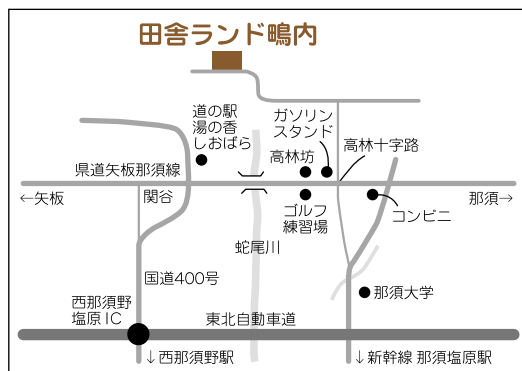 田舎ランド鴫内
道の駅
湯の香
しおばら
ガソリン
スタンド
高林坊
高林十字路
県道矢板那須線
←矢板
関谷
那須→
ゴルフ
練習場
コンビニ
蛇尾川
国道400号
那須大学
西那須野
塩原IC
東北自動車道
↓西那須野駅
↓新幹線 那須塩原駅